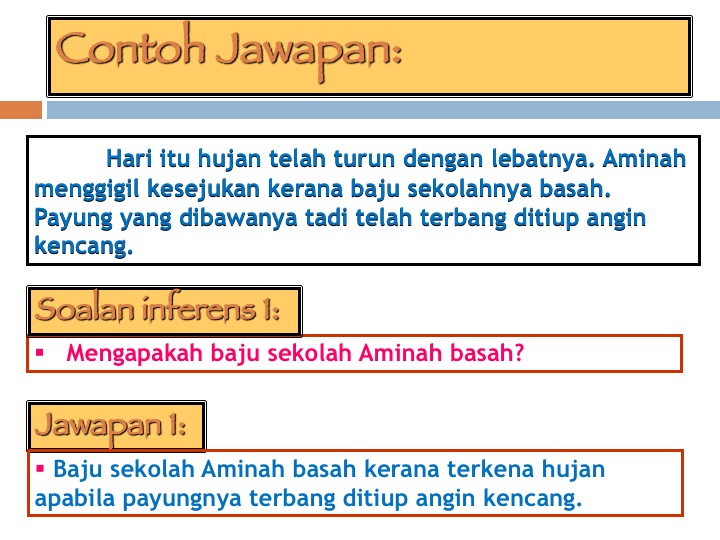 Contoh Jawapan:
Hari itu hujan telah turun dengan lebatnya. Aminah
menggigil kesejukan kerana baju sekolahnya basah.
Payung yang dibawanya tadi telah terbang ditiup angin
kencang.
Soalan inferens 1:
▪ Mengapakah baju sekolah Aminah basah?
Jawapan 1:
▪ Baju sekolah Aminah basah kerana terkena hujan
apabila payungnya terbang ditiup angin kencang.